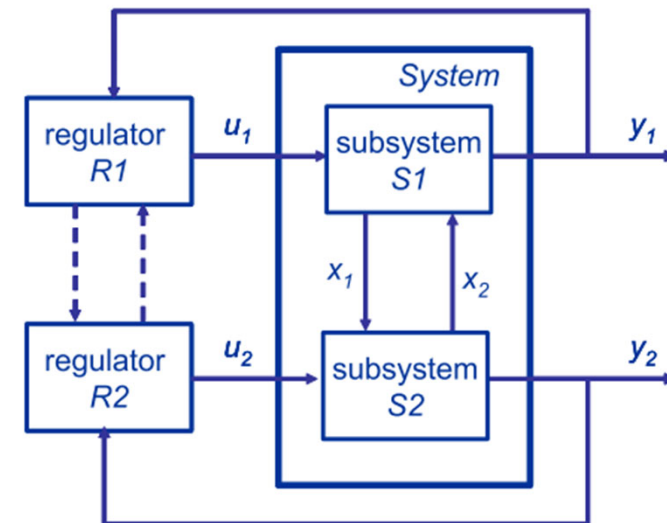 System
regulator
R1
u₁
subsystem
S1
y₁
x₁
x₂
regulator
R2
u₂
subsystem
S2
y₂